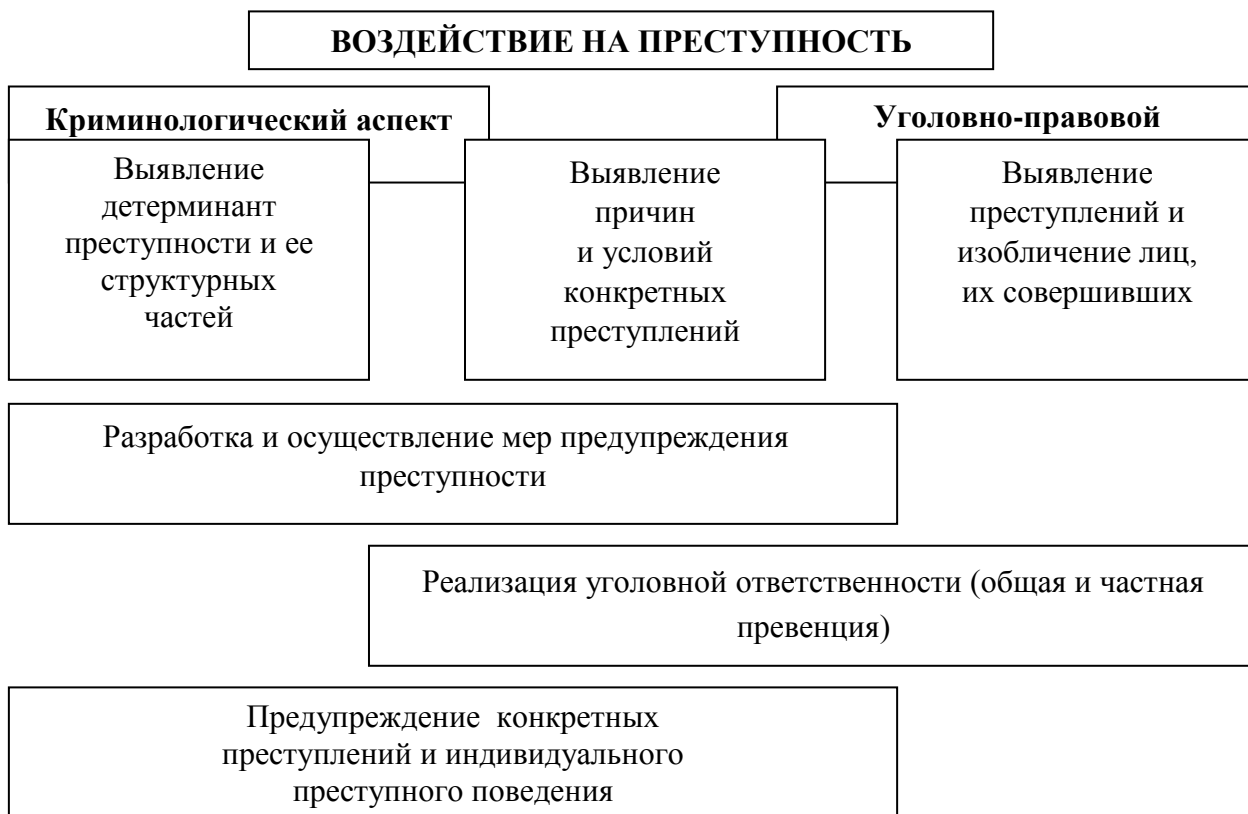 ВОЗДЕЙСТВИЕ НА ПРЕСТУПНОСТЬ
Криминологический аспект
Уголовно-правовой
Выявление
детерминант
преступности и ее
структурных
частей
Выявление
причин
и условий
конкретных
преступлений
Выявление
преступлений и
изобличение лиц,
их совершивших
Разработка и осуществление мер предупреждения
преступности
Реализация уголовной ответственности (общая и частная
превенция)
Предупреждение конкретных
преступлений и индивидуального
преступного поведения